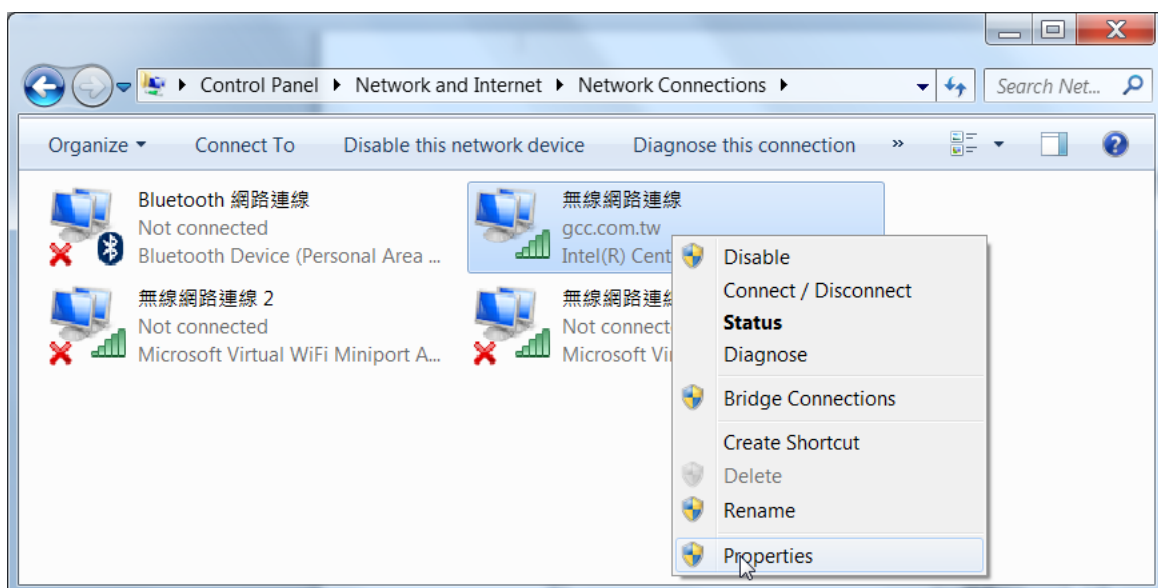 Control Panel Network and Internet Network Connections
Search Net...
Organize Connect To Disable this network device Diagnose this connection »
Bluetooth 網路連線
Not connected
Bluetooth Device (Personal Area ...
無線網路連線
gcc.com.tw
Intel(R) Cent
無線網路連線 2
Not connected
Microsoft Virtual WiFi Miniport A...
無線網路連線
Not connect
Microsoft Vi
Disable
Connect / Disconnect
Status
Diagnose
Bridge Connections
Create Shortcut
Delete
Rename
Properties